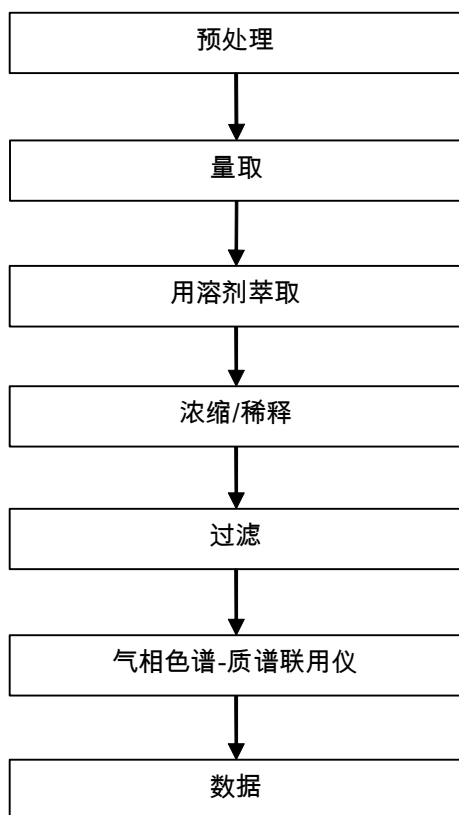 预处理
量取
用溶剂萃取
浓缩/稀释
过滤
气相色谱-质谱联用仪
数据